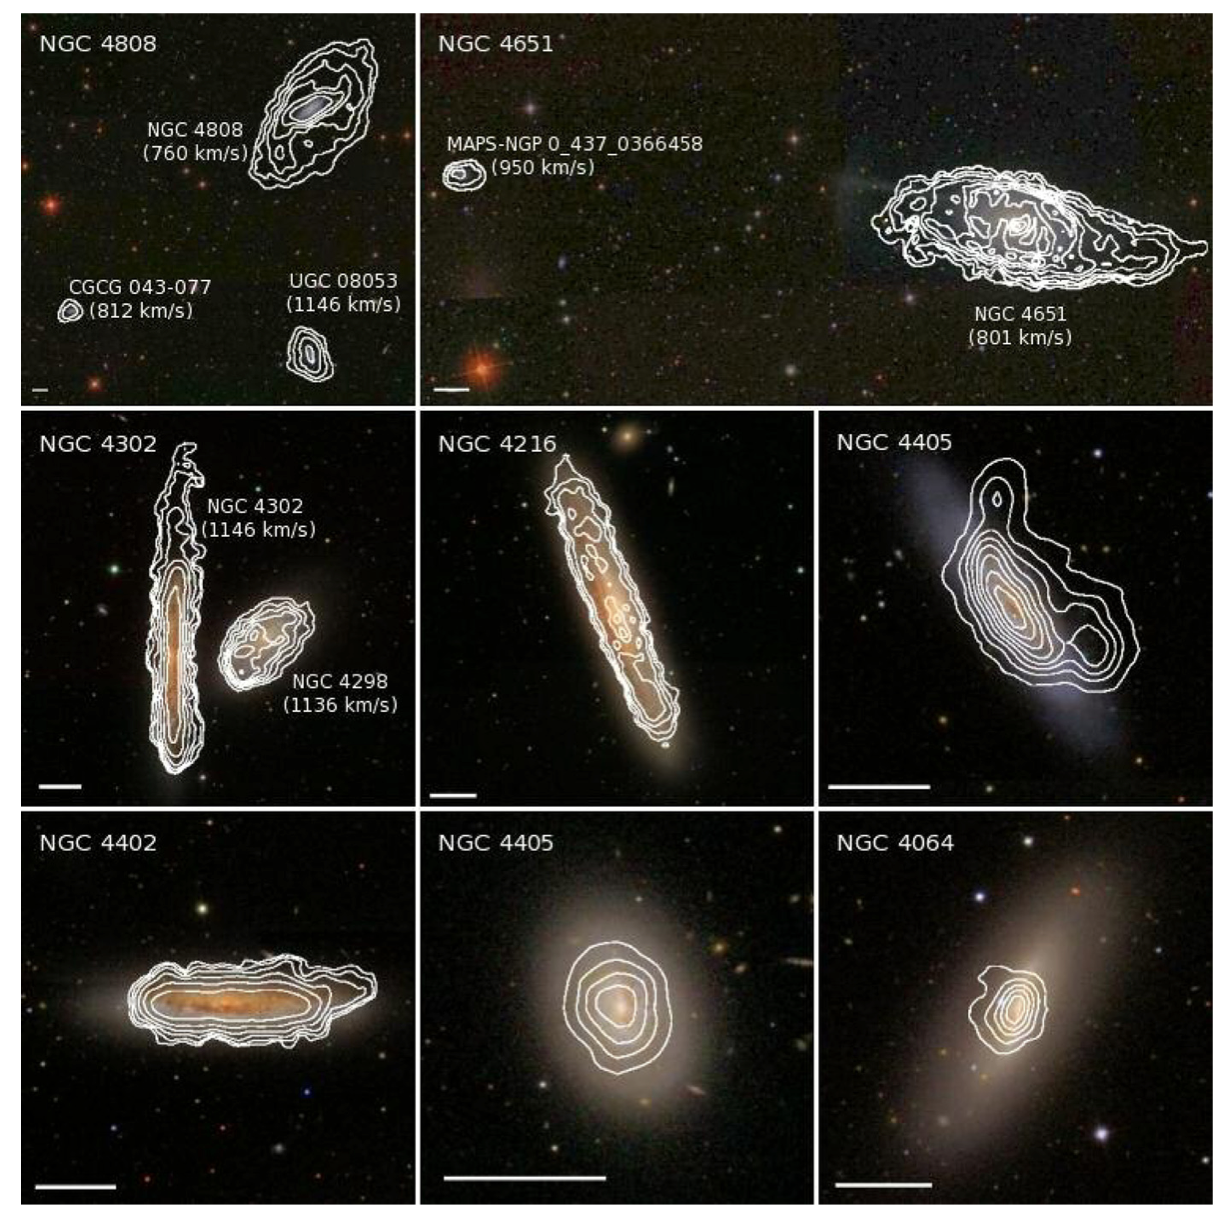 NGC 4808
NGC 4808
(760 km/s)
CGCG 043-077
(812 km/s)
UGC 08053
(1146 km/s)
NGC 4651
MAPS-NGP 0_437_0366458
(950 km/s)
NGC 4651
(801 km/s)
NGC 4302
NGC 4302
(1146 km/s)
NGC 4298
(1136 km/s)
NGC 4216
NGC 4405
NGC 4402
NGC 4405
NGC 4064